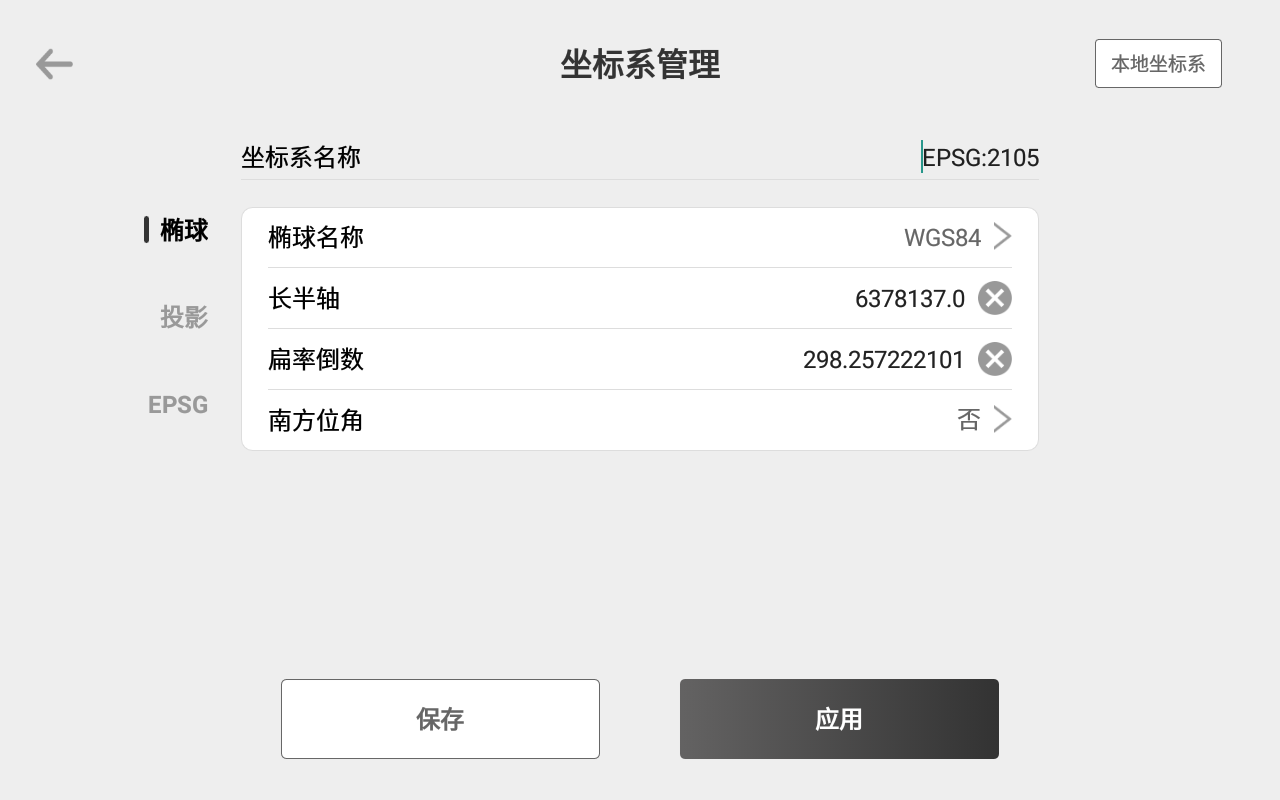 坐标系管理
本地坐标系
坐标系名称 EPSG:2105
椭球
椭球名称 WGS84
长半轴 6378137.0
投影
扁率倒数 298.257222101
EPSG
南方位角 否
保存 应用